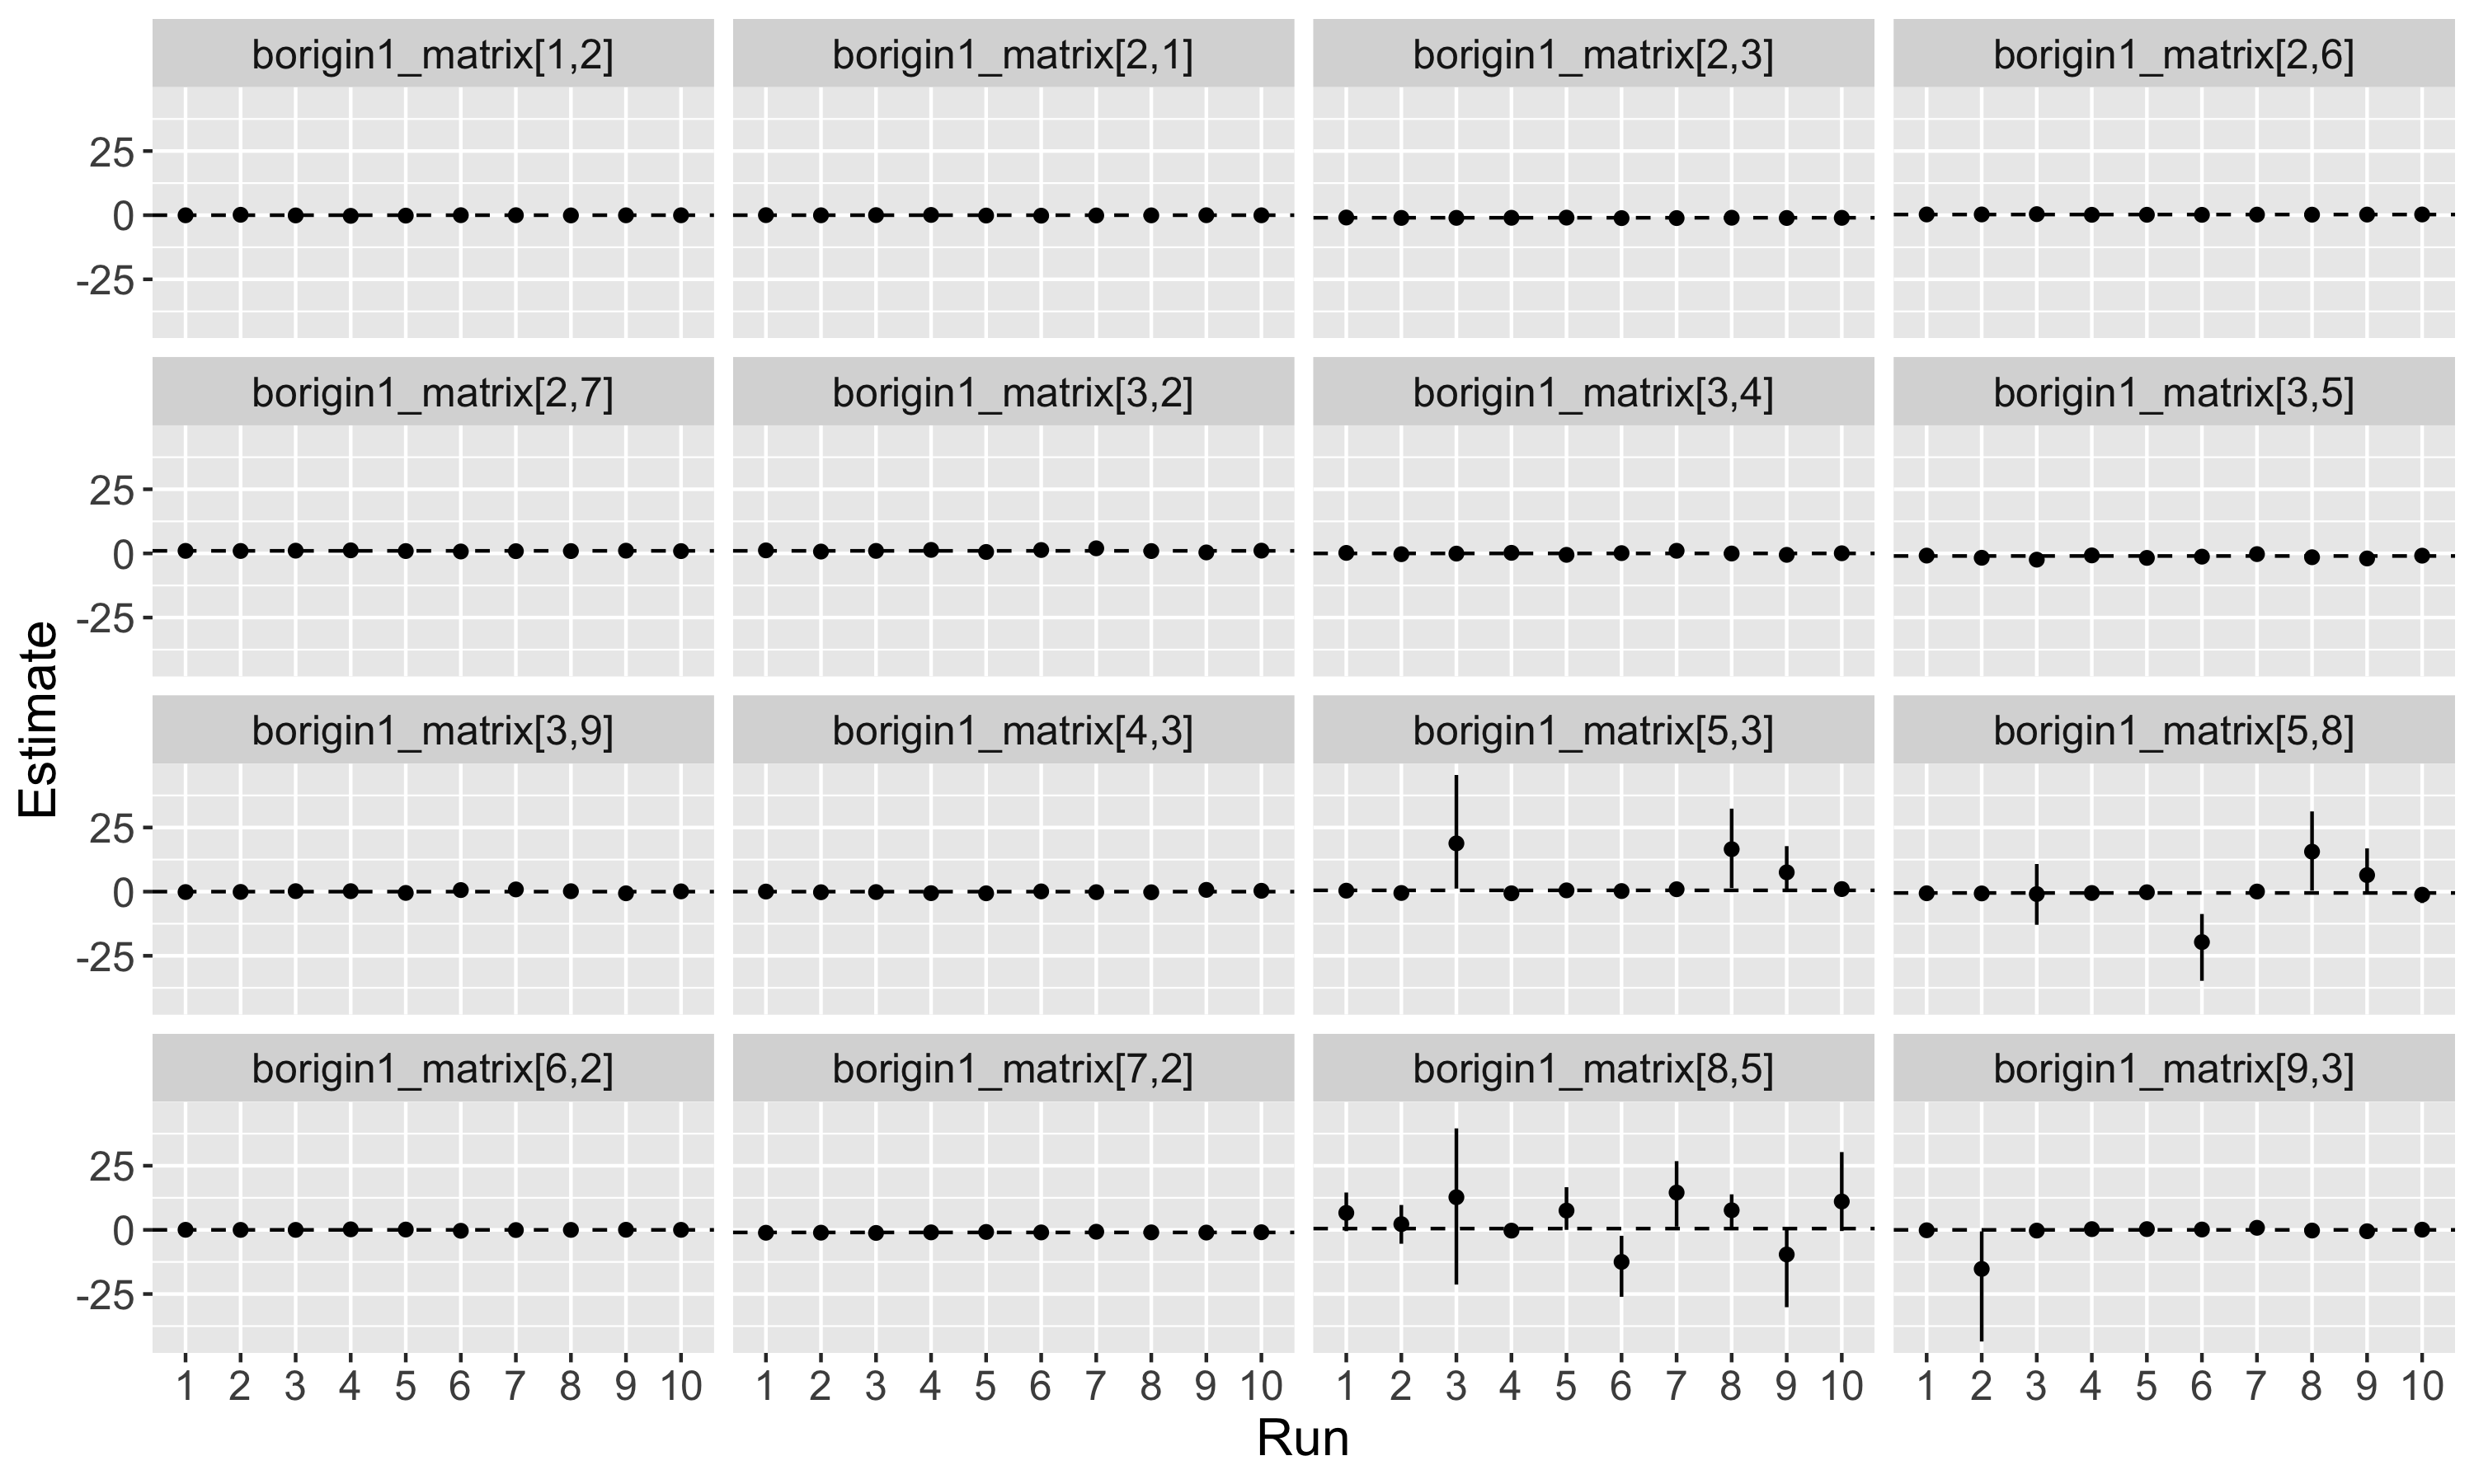 borigin1_matrix[1,2] borigin1_matrix[2,1] borigin1_matrix[2,3] borigin1_matrix[2,6]
25
0
-25
borigin1_matrix[2,7] borigin1_matrix[3,2] borigin1_matrix[3,4] borigin1_matrix[3,5]
25
0
-25
Estimate
borigin1_matrix[3,9] borigin1_matrix[4,3] borigin1_matrix[5,3] borigin1_matrix[5,8]
25
0
-25
borigin1_matrix[6,2] borigin1_matrix[7,2] borigin1_matrix[8,5] borigin1_matrix[9,3]
25
0
-25
1 2 3 4 5 6 7 8 9 10 1 2 3 4 5 6 7 8 9 10 1 2 3 4 5 6 7 8 9 10 1 2 3 4 5 6 7 8 9 10
Run